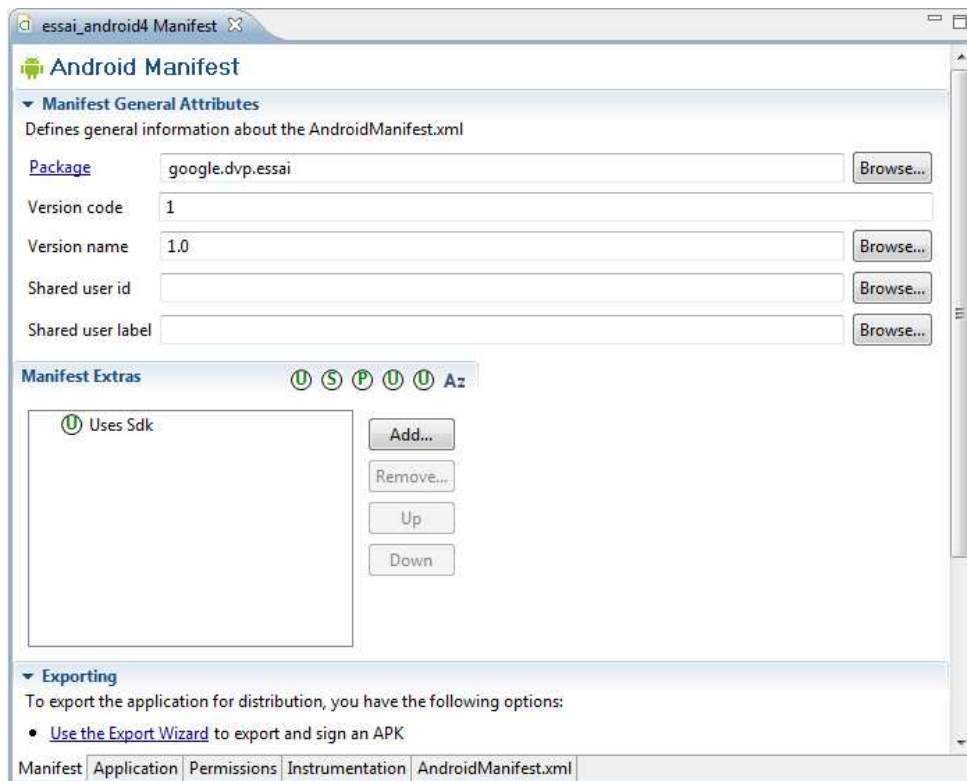 essai_android4 Manifest
Android Manifest
Manifest General Attributes
Defines general information about the AndroidManifest.xml
Package google.dvp.essai Browse...
Version code 1
Version name 1.0 Browse...
Shared user id Browse...
Shared user label Browse...
Manifest Extras U S P U U Az
U Uses Sdk
Add...
Remove...
Up
Down
Exporting
To export the application for distribution, you have the following options:
• Use the Export Wizard to export and sign an APK
Manifest Application Permissions Instrumentation AndroidManifest.xml